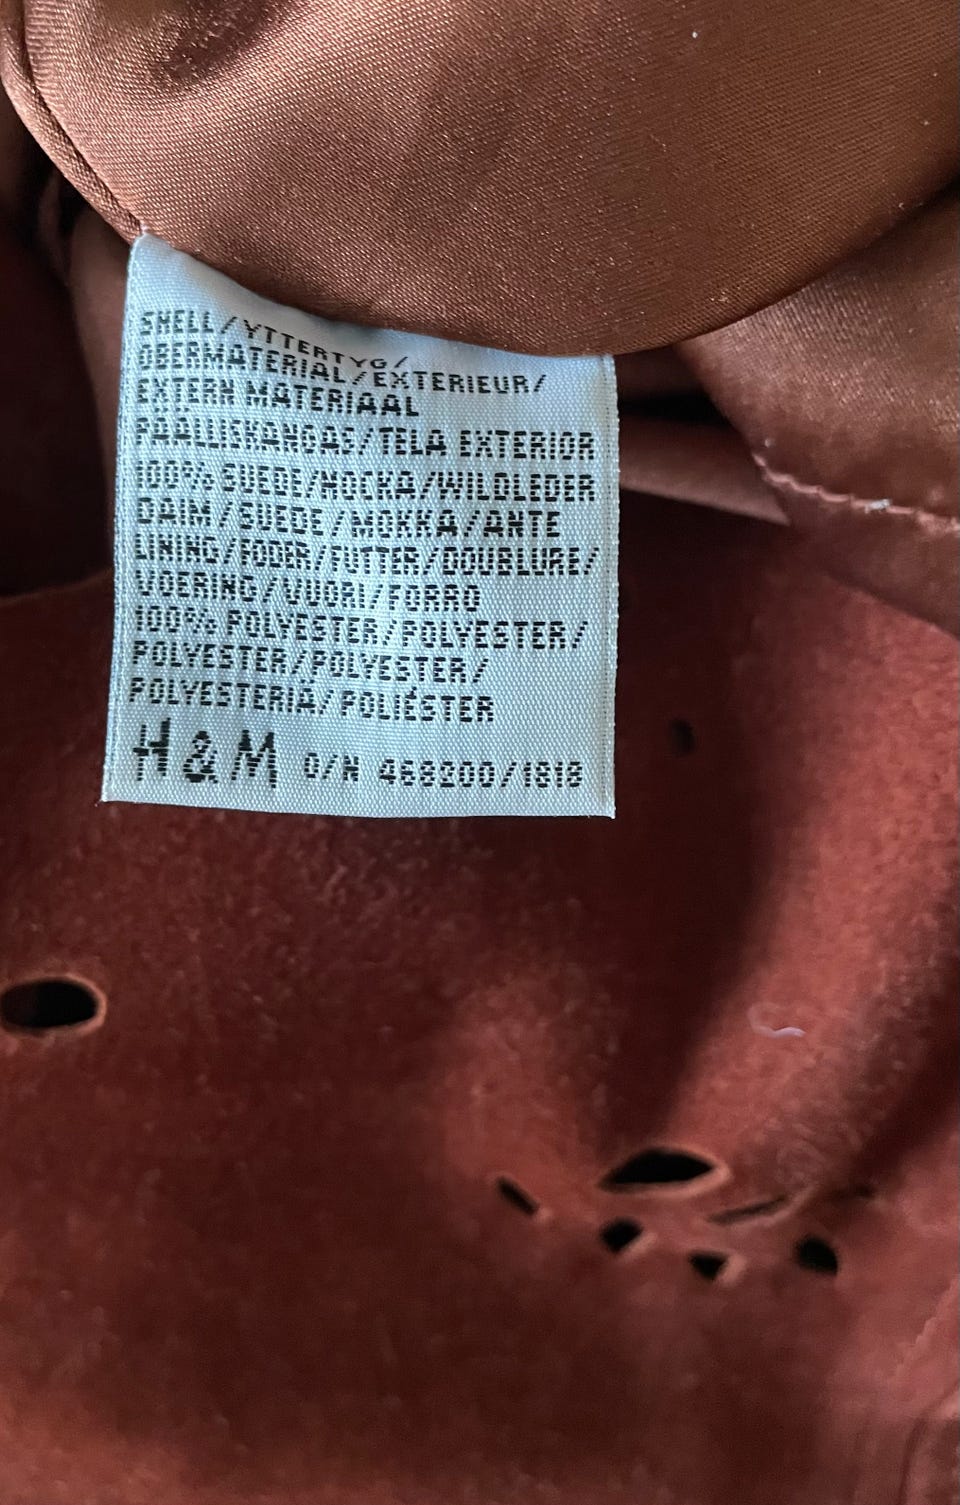 SHELL/YTTERTYG/
OBERMATERIAL/EXTERIEUR/
EXTERN MATERIAAL
PÄÄLLISKANGAS/TELA EXTERIOR
100% SUEDE/MOCKA/WILDLEDER
DAIM/SUEDE/MOKKA/ANTE
LINING/FODER/FUTTER/DOUBLURE/
VOERING/VUORI/FORRO
100% POLYESTER/POLYESTER/
POLYESTER/POLYESTER/
POLYESTERIÄ/POLIÉSTER
H&M O/N 468200/1818